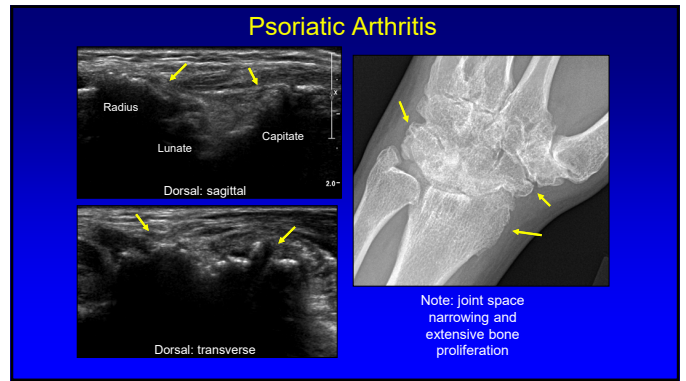 Psoriatic Arthritis
Radius
Lunate
Capitate
x
2.0-
Dorsal: sagittal
Dorsal: transverse
Note: joint space
narrowing and
extensive bone
proliferation